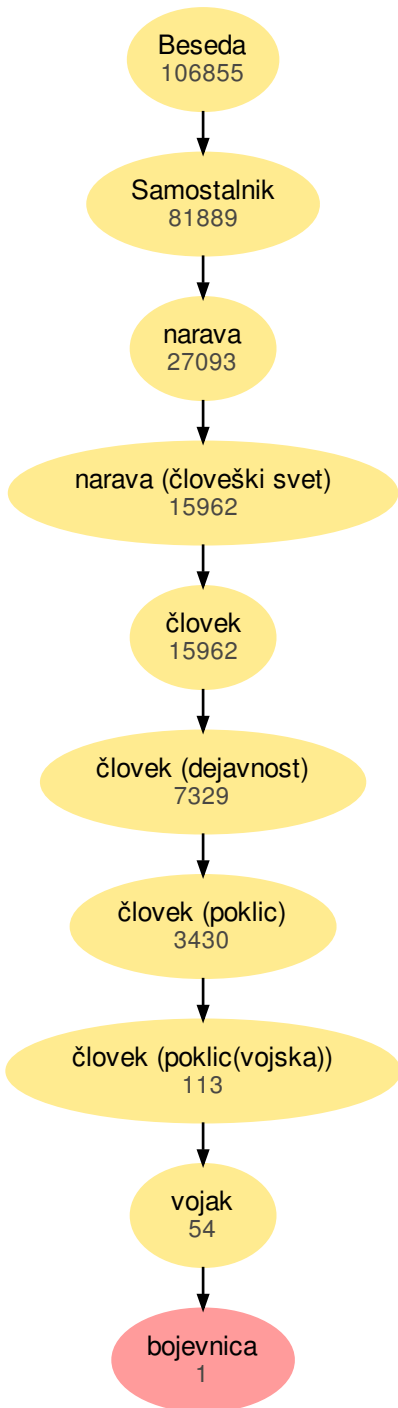 Beseda
106855
Samostalnik
81889
narava
27093
narava (človeški svet)
15962
človek
15962
človek (dejavnost)
7329
človek (poklic)
3430
človek (poklic(vojska))
113
vojak
54
bojevnica
1